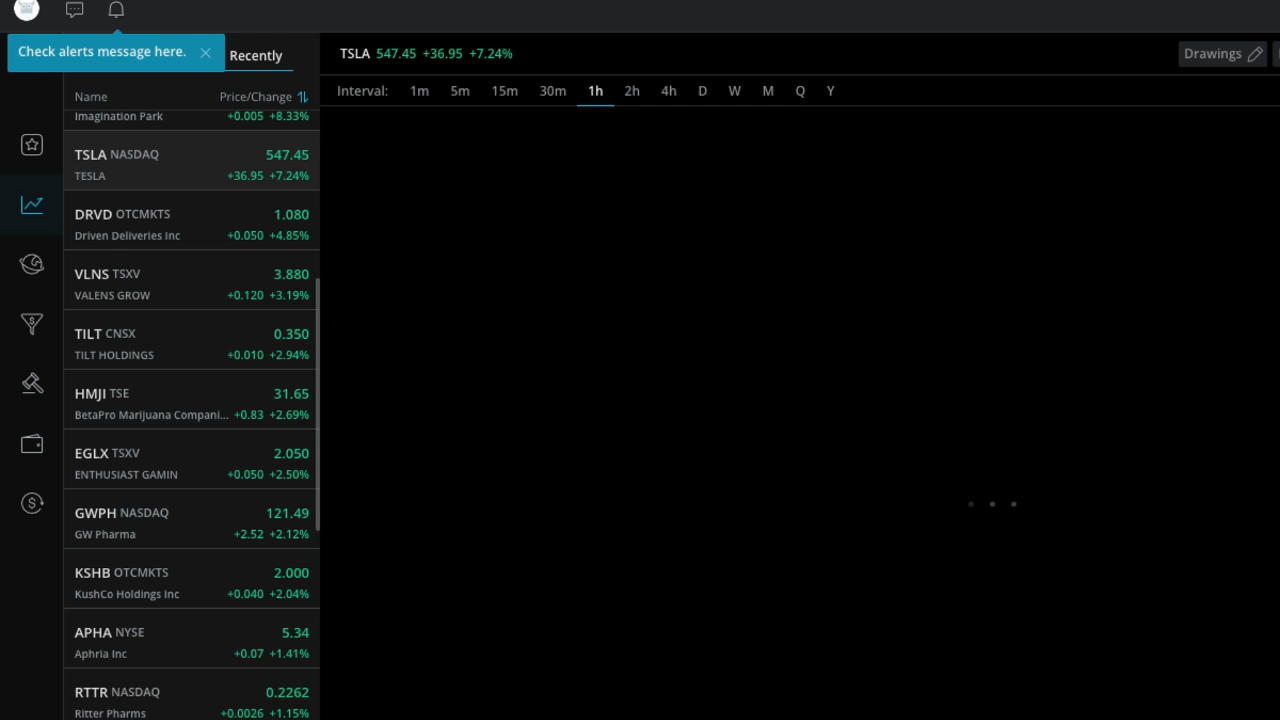 Check alerts message here.
Recently
TSLA 547.45 +36.95 +7.24%
Drawings
Name Price/Change
Interval: 1m 5m 15m 30m 1h 2h 4h D W M Q Y
Imagination Park +0.005 +8.33%
TSLA NASDAQ 547.45
TESLA +36.95 +7.24%
DRVD OTCMKTS 1.080
Driven Deliveries Inc +0.050 +4.85%
VLNS TSXV 3.880
VALENS GROW +0.120 +3.19%
TILT CNSX 0.350
TILT HOLDINGS +0.010 +2.94%
HMJI TSE 31.65
BetaPro Marijuana Compani... +0.83 +2.69%
EGLX TSXV 2.050
ENTHUSIAST GAMIN +0.050 +2.50%
GWPH NASDAQ 121.49
GW Pharma +2.52 +2.12%
KSHB OTCMKTS 2.000
KushCo Holdings Inc +0.040 +2.04%
APHA NYSE 5.34
Aphria Inc +0.07 +1.41%
RTTR NASDAQ 0.2262
Ritter Pharms +0.0026 +1.15%